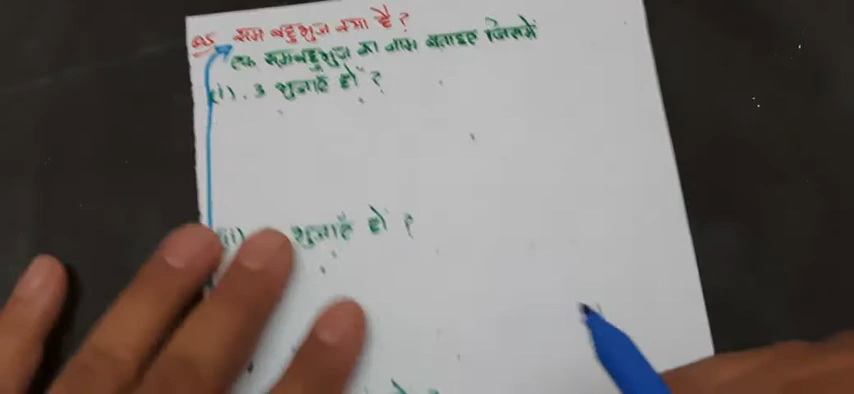 Q5 सम बहुभुज क्या है ?
एक समबहुभुज का नाम बताइए जिसमें
(i). 3 भुजाएँ हों ?
(ii) भुजाएँ हों ?